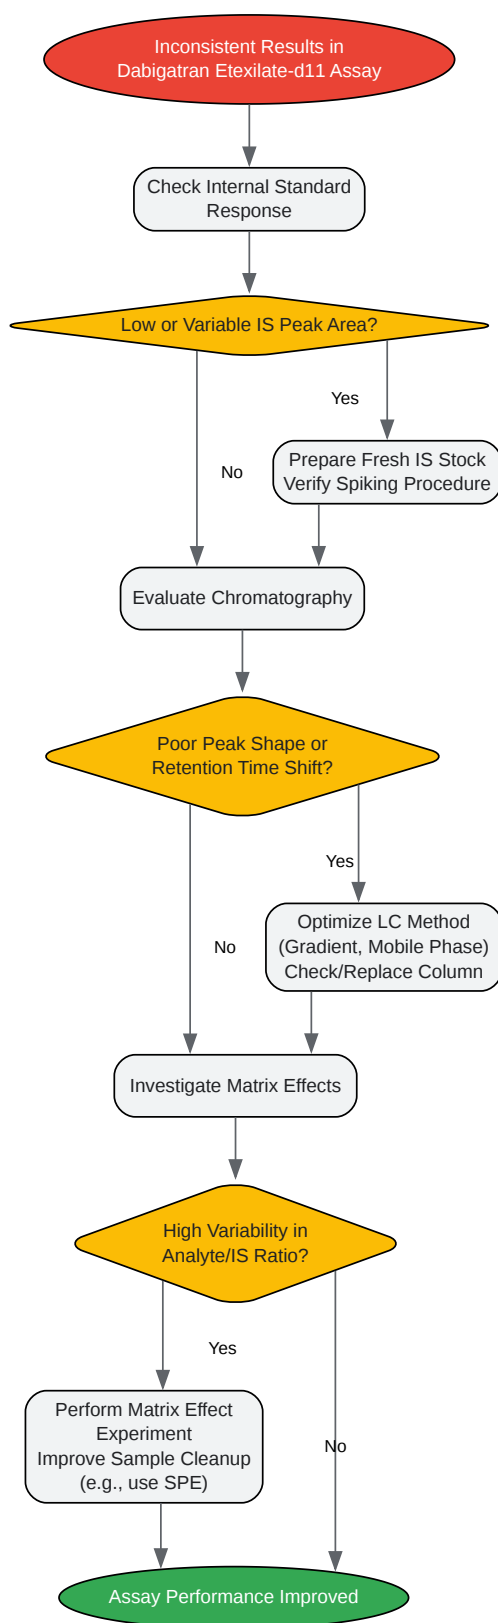 Inconsistent Results in
Dabigatran Etexilate-d11 Assay
Check Internal Standard
Response
Low or Variable IS Peak Area?
Yes
No
Prepare Fresh IS Stock
Verify Spiking Procedure
Evaluate Chromatography
Poor Peak Shape or
Retention Time Shift?
Yes
No
Optimize LC Method
(Gradient, Mobile Phase)
Check/Replace Column
Investigate Matrix Effects
High Variability in
Analyte/IS Ratio?
Yes
Perform Matrix Effect
Experiment
Improve Sample Cleanup
(e.g., use SPE)
No
Assay Performance Improved